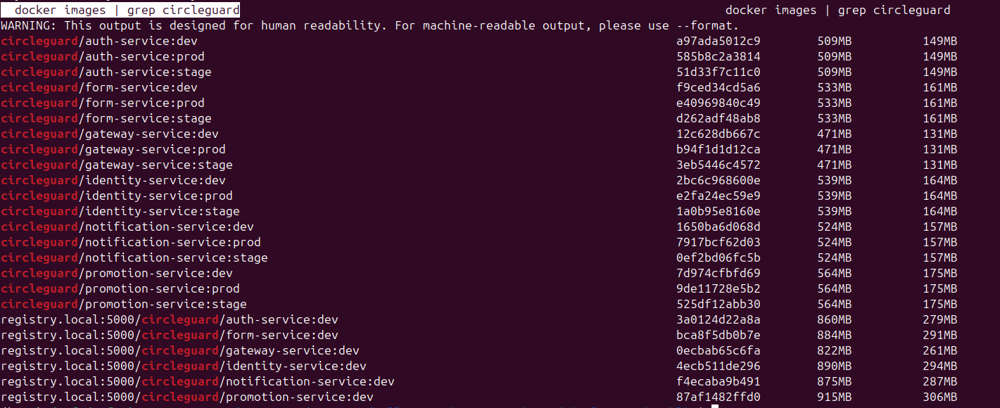 docker images | grep circleguard docker images | grep circleguard
WARNING: This output is designed for human readability. For machine-readable output, please use --format.
circleguard/auth-service:dev a97ada5012c9 509MB 149MB
circleguard/auth-service:prod 585b8c2a3814 509MB 149MB
circleguard/auth-service:stage 51d33f7c11c0 509MB 149MB
circleguard/form-service:dev f9ced34cd5a6 533MB 161MB
circleguard/form-service:prod e40969840c49 533MB 161MB
circleguard/form-service:stage d262adf48ab8 533MB 161MB
circleguard/gateway-service:dev 12c628db667c 471MB 131MB
circleguard/gateway-service:prod b94f1d1d12ca 471MB 131MB
circleguard/gateway-service:stage 3eb5446c4572 471MB 131MB
circleguard/identity-service:dev 2bc6c968600e 539MB 164MB
circleguard/identity-service:prod e2fa24ec59e9 539MB 164MB
circleguard/identity-service:stage 1a0b95e8160e 539MB 164MB
circleguard/notification-service:dev 1650ba6d068d 524MB 157MB
circleguard/notification-service:prod 7917bcf62d03 524MB 157MB
circleguard/notification-service:stage 0ef2bd06fc5b 524MB 157MB
circleguard/promotion-service:dev 7d974cfbfd69 564MB 175MB
circleguard/promotion-service:prod 9de11728e5b2 564MB 175MB
circleguard/promotion-service:stage 525df12abb30 564MB 175MB
registry.local:5000/circleguard/auth-service:dev 3a0124d22a8a 860MB 279MB
registry.local:5000/circleguard/form-service:dev bca8f5db0b7e 884MB 291MB
registry.local:5000/circleguard/gateway-service:dev 0ecbab65c6fa 822MB 261MB
registry.local:5000/circleguard/identity-service:dev 4ecb511de296 890MB 294MB
registry.local:5000/circleguard/notification-service:dev f4ecaba9b491 875MB 287MB
registry.local:5000/circleguard/promotion-service:dev 87af1482ffd0 915MB 306MB